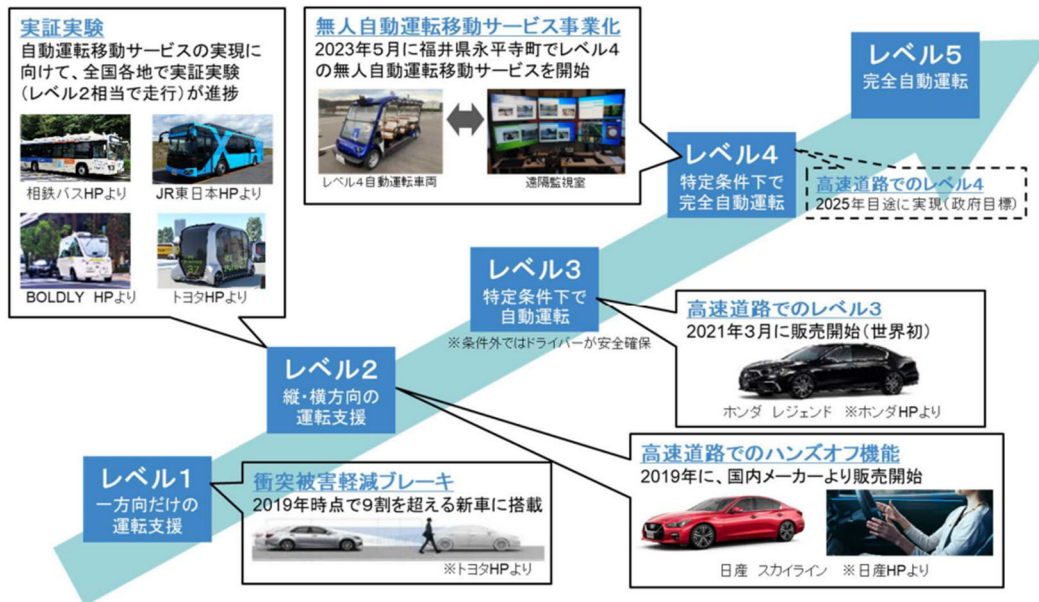 実証実験
自動運転移動サービスの実現に
向けて、全国各地で実証実験
(レベル2相当で走行)が進捗
相鉄バスHPより
JR東日本HPより
BOLDLY HPより
トヨタHPより
無人自動運転移動サービス事業化
2023年5月に福井県永平寺町でレベル4
の無人自動運転移動サービスを開始
レベル4自動運転車両
遠隔監視室
レベル5
完全自動運転
レベル4
特定条件下で
完全自動運転
高速道路でのレベル4
2025年目途に実現(政府目標)
レベル3
特定条件下で
自動運転
※条件外ではドライバーが安全確保
高速道路でのレベル3
2021年3月に販売開始(世界初)
ホンダ レジェンド ※ホンダHPより
レベル2
縦・横方向の
運転支援
高速道路でのハンズオフ機能
2019年に、国内メーカーより販売開始
日産 スカイライン ※日産HPより
レベル1
一方向だけの
運転支援
衝突被害軽減ブレーキ
2019年時点で9割を超える新車に搭載
※トヨタHPより